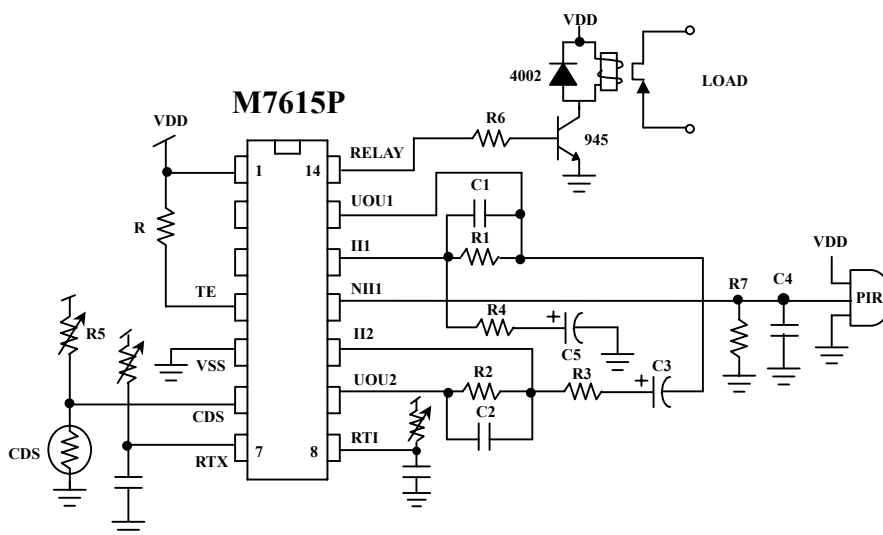 VDD
4002
LOAD
M7615P
R6
945
VDD
RELAY
1
14
C1
UOU1
R
R1
II1
VDD
R7
C4
TE
NII1
PIR
R4
R5
+
II2
C5
VSS
C3
R3
+
UOU2
R2
CDS
C2
CDS
7
8
RTI
RTX